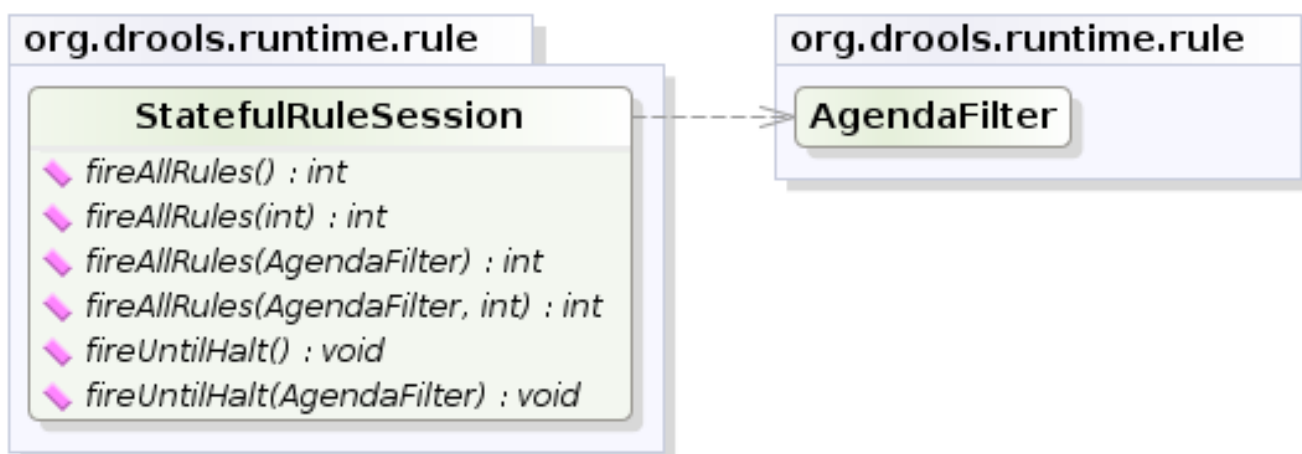 org.drools.runtime.rule
StatefulRuleSession
fireAllRules() : int
fireAllRules(int) : int
fireAllRules(AgendaFilter) : int
fireAllRules(AgendaFilter, int) : int
fireUntilHalt() : void
fireUntilHalt(AgendaFilter) : void
org.drools.runtime.rule
AgendaFilter